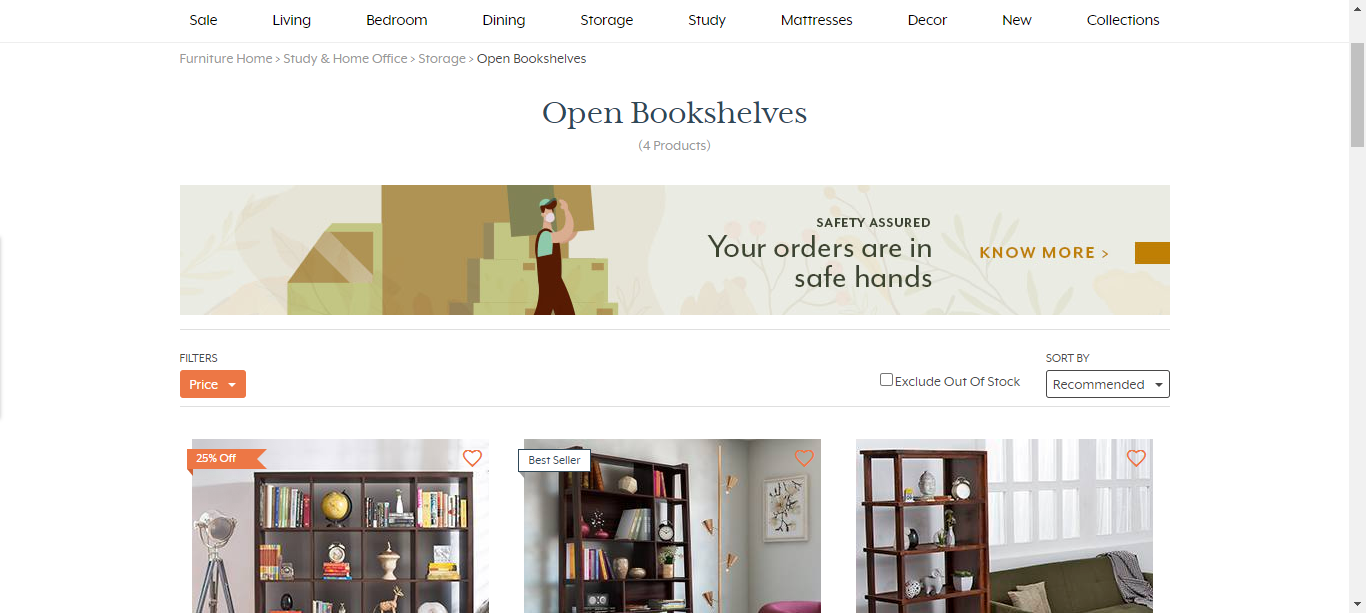 Sale Living Bedroom Dining Storage Study Mattresses Decor New Collections
Furniture Home > Study & Home Office > Storage > Open Bookshelves
Open Bookshelves
(4 Products)
SAFETY ASSURED
Your orders are in
safe hands
KNOW MORE >
FILTERS
Price
Exclude Out Of Stock
SORT BY
Recommended
25% Off
Best Seller